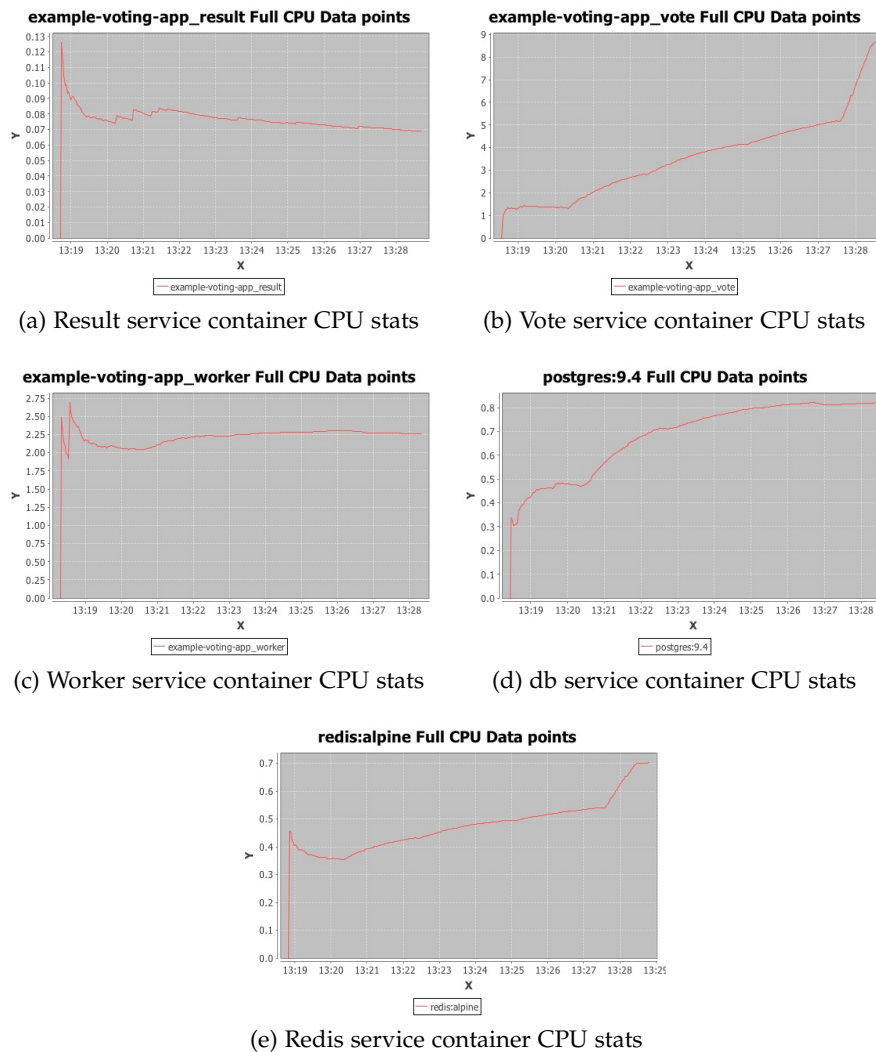 example-voting-app_result Full CPU Data points
0.13
0.12
0.11
0.10
0.09
0.08
0.07
0.06
0.05
0.04
0.03
0.02
0.01
0.00
Y
13:19 13:20 13:21 13:22 13:23 13:24 13:25 13:26 13:27 13:28
X
example-voting-app_result
(a) Result service container CPU stats
example-voting-app_vote Full CPU Data points
9
8
7
6
5
4
3
2
1
0
Y
13:19 13:20 13:21 13:22 13:23 13:24 13:25 13:26 13:27 13:28
X
example-voting-app_vote
(b) Vote service container CPU stats
example-voting-app_worker Full CPU Data points
2.75
2.50
2.25
2.00
1.75
1.50
1.25
1.00
0.75
0.50
0.25
0.00
Y
13:19 13:20 13:21 13:22 13:23 13:24 13:25 13:26 13:27 13:28
X
example-voting-app_worker
(c) Worker service container CPU stats
postgres:9.4 Full CPU Data points
0.8
0.7
0.6
0.5
0.4
0.3
0.2
0.1
0.0
Y
13:19 13:20 13:21 13:22 13:23 13:24 13:25 13:26 13:27 13:28
X
postgres:9.4
(d) db service container CPU stats
redis:alpine Full CPU Data points
0.7
0.6
0.5
0.4
0.3
0.2
0.1
0.0
Y
13:19 13:20 13:21 13:22 13:23 13:24 13:25 13:26 13:27 13:28 13:29
X
redis:alpine
(e) Redis service container CPU stats